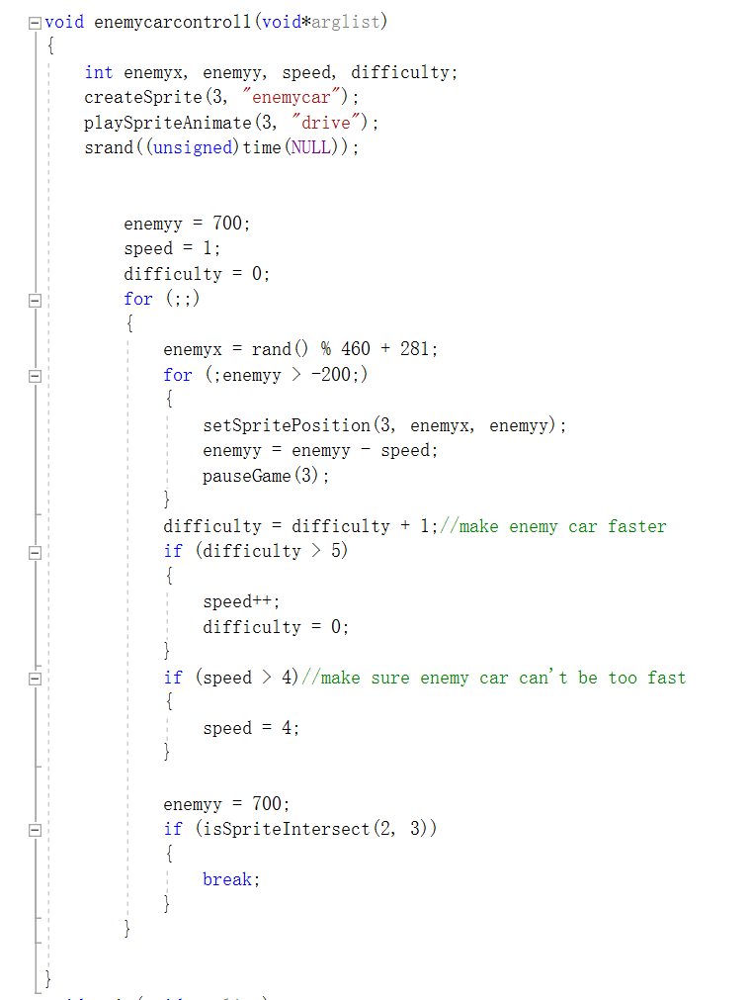 void enemycarcontroll(void*arglist)
{
int enemyx, enemyy, speed, difficulty;
createSprite(3, "enemycar");
playSpriteAnimate(3, "drive");
srand((unsigned)time(NULL));
enemyy = 700;
speed = 1;
difficulty = 0;
for (;;)
{
enemyx = rand() % 460 + 281;
for (;enemyy > -200;)
{
setSpritePosition(3, enemyx, enemyy);
enemyy = enemyy - speed;
pauseGame(3);
}
difficulty = difficulty + 1;//make enemy car faster
if (difficulty > 5)
{
speed++;
difficulty = 0;
}
if (speed > 4)//make sure enemy car can't be too fast
{
speed = 4;
}
enemyy = 700;
if (isSpriteIntersect(2, 3))
{
break;
}
}
}